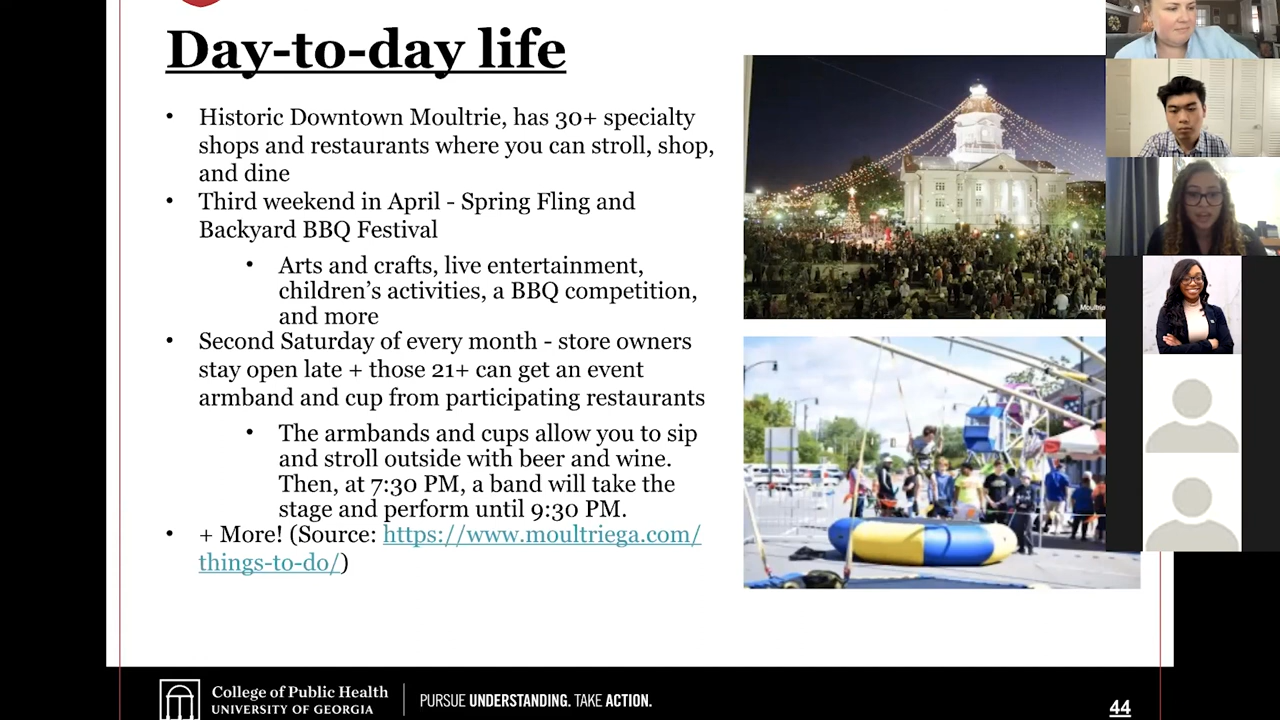 Day-to-day life
• Historic Downtown Moultrie, has 30+ specialty
shops and restaurants where you can stroll, shop,
and dine
• Third weekend in April - Spring Fling and
Backyard BBQ Festival
• Arts and crafts, live entertainment,
children's activities, a BBQ competition,
and more
• Second Saturday of every month - store owners
stay open late + those 21+ can get an event
armband and cup from participating restaurants
• The armbands and cups allow you to sip
and stroll outside with beer and wine.
Then, at 7:30 PM, a band will take the
stage and perform until 9:30 PM.
• + More! (Source: https://www.moultriega.com/
things-to-do/)
Moultrie
College of Public Health
UNIVERSITY OF GEORGIA
PURSUE UNDERSTANDING. TAKE ACTION.
44